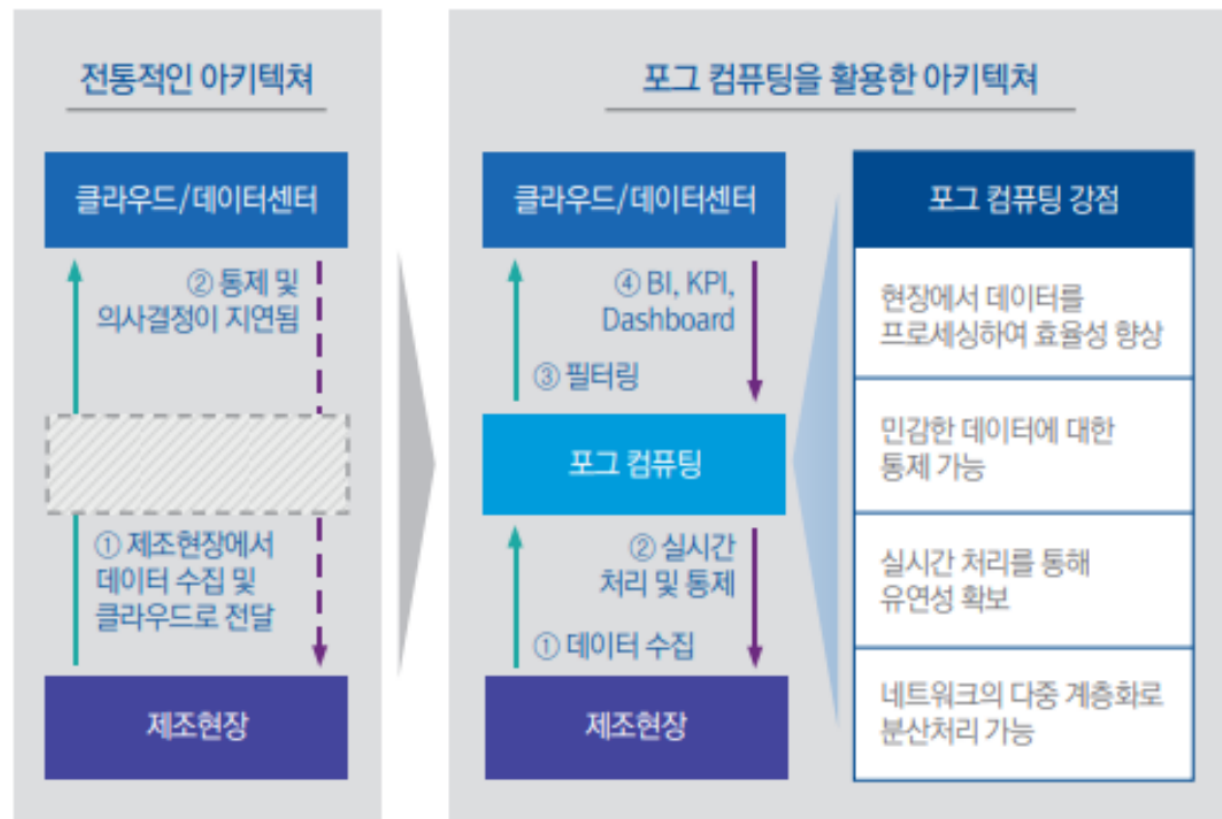 전통적인 아키텍쳐
클라우드/데이터센터
② 통제 및
의사결정이 지연됨
① 제조현장에서
데이터 수집 및
클라우드로 전달
제조현장
포그 컴퓨팅을 활용한 아키텍쳐
클라우드/데이터센터
④ BI, KPI,
Dashboard
③ 필터링
포그 컴퓨팅
② 실시간
처리 및 통제
① 데이터 수집
제조현장
포그 컴퓨팅 강점
현장에서 데이터를
프로세싱하여 효율성 향상
민감한 데이터에 대한
통제 가능
실시간 처리를 통해
유연성 확보
네트워크의 다중 계층화로
분산처리 가능